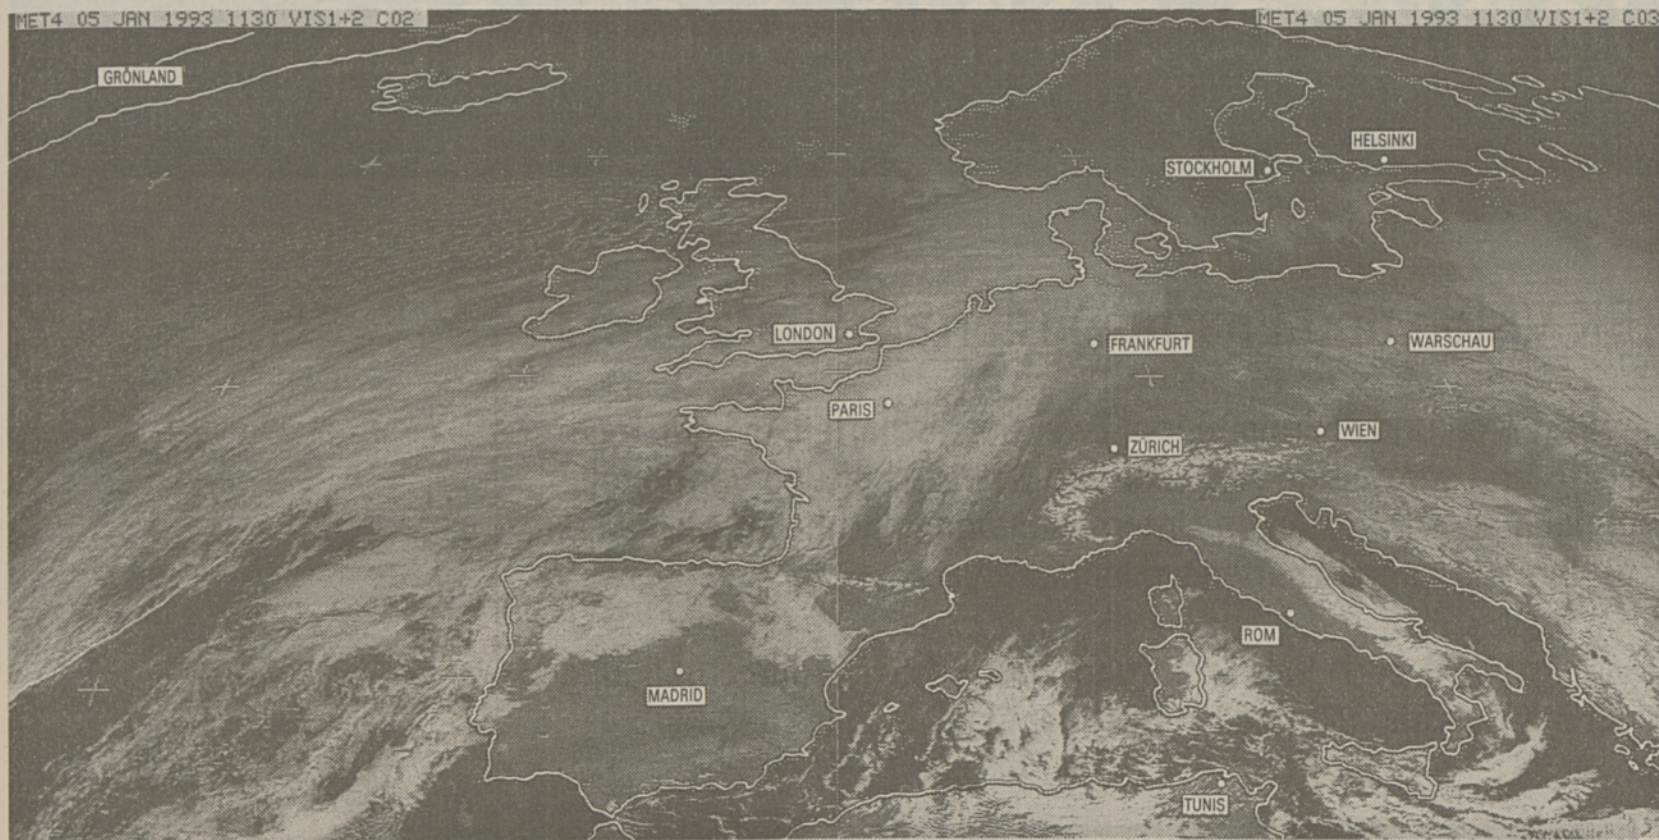 MET4 05 JAN 1993 1130 VIS1+2 C02
MET4 05 JAN 1993 1130 VIS1+2 C03
GRÖNLAND
HELSINKI
STOCKHOLM
LONDON
FRANKFURT
WARSCHAU
PARIS
WIEN
ZÜRICH
ROM
MADRID
TUNIS